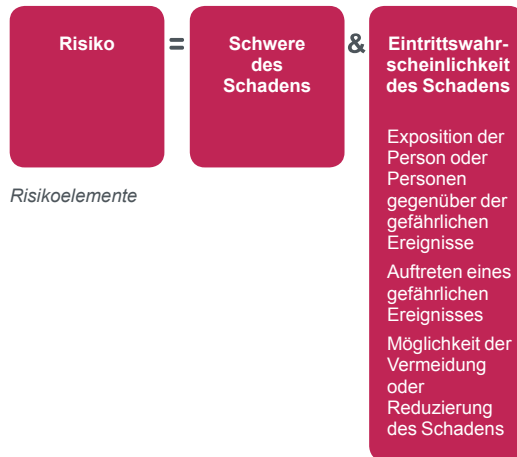 Risiko
=
Schwere
des
Schadens
&
Eintrittswahr-
scheinlichkeit
des Schadens
Exposition der
Person oder
Personen
gegenüber der
gefährlichen
Ereignisse
Auftreten eines
gefährlichen
Ereignisses
Möglichkeit der
Vermeidung
oder
Reduzierung
des Schadens
Risikoelemente